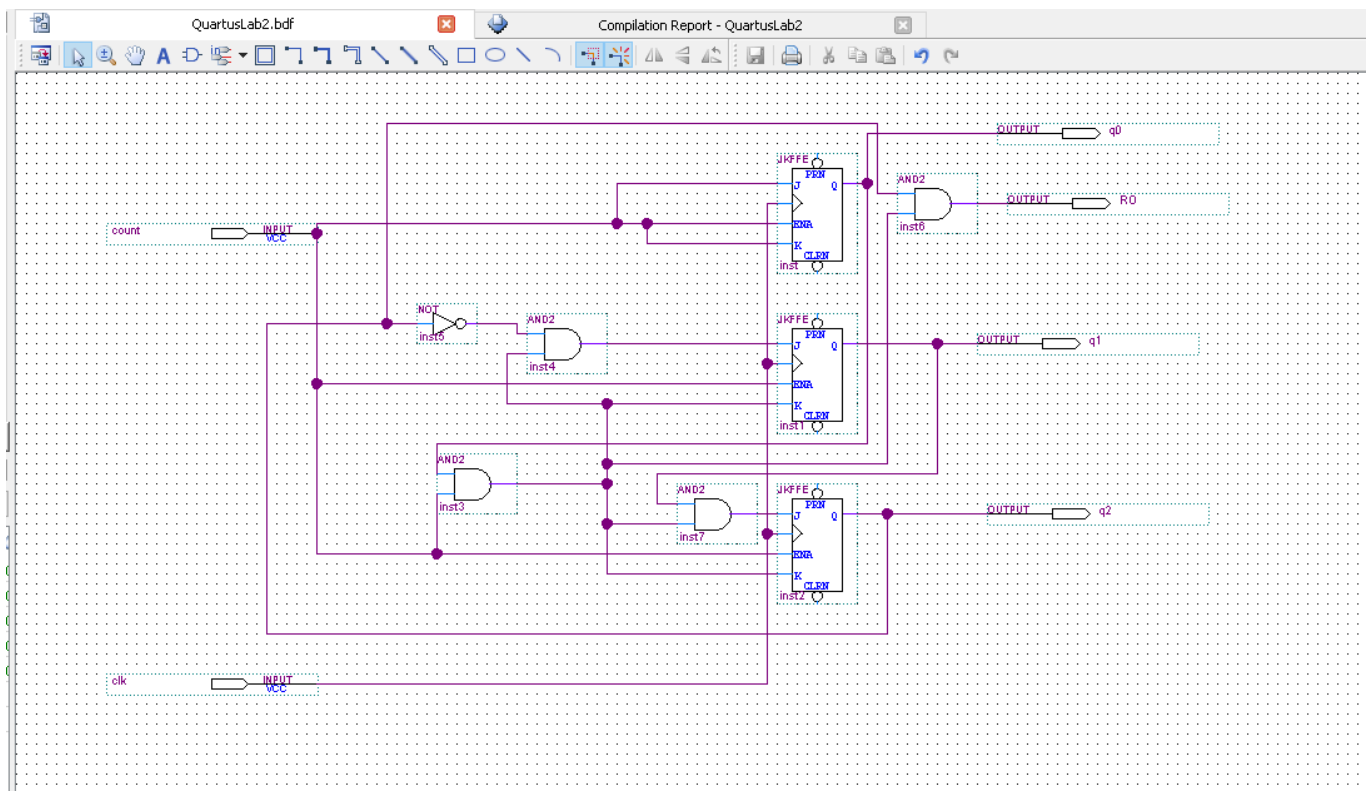 QuartusLab2.bdf
Compilation Report - QuartusLab2
OUTPUT q0
JKFFE
PRN
J Q
AND2
OUTPUT R0
inst6
count INPUT
VCC
ENA
K
CLRN
inst
NOT
inst5
AND2
inst4
JKFFE
PRN
J Q
OUTPUT q1
ENA
K
CLRN
inst1
AND2
inst3
AND2
inst7
JKFFE
PRN
J Q
OUTPUT q2
ENA
K
CLRN
inst2
clk INPUT
VCC